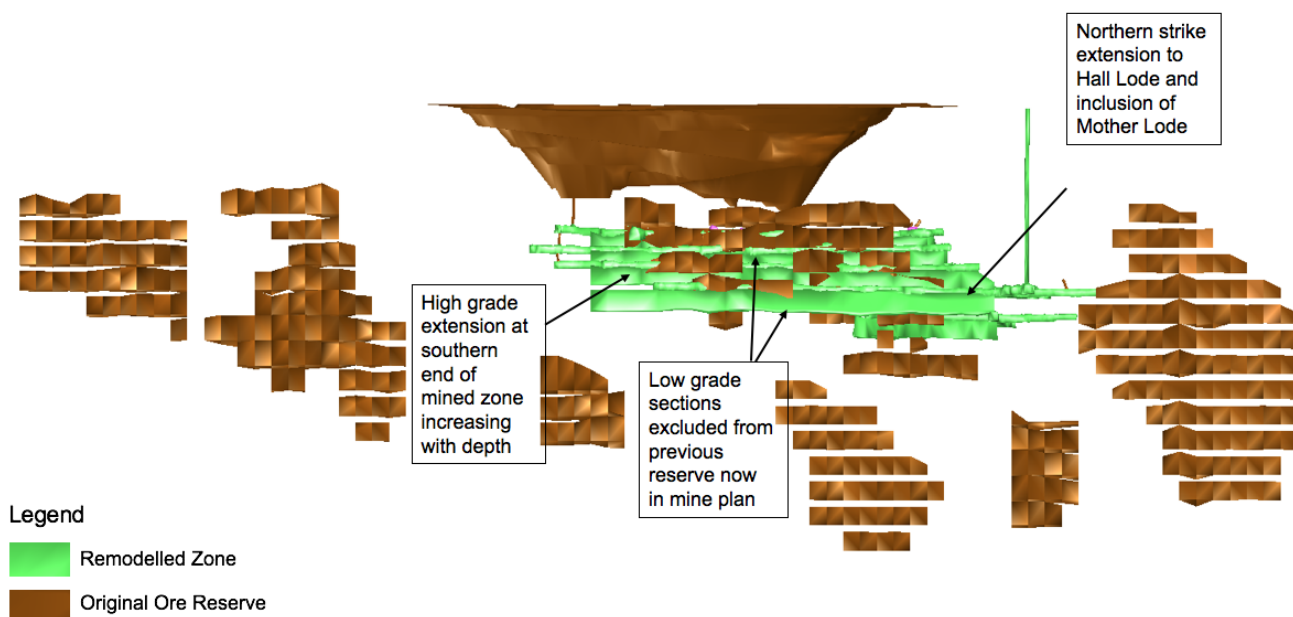 Northern strike
extension to
Hall Lode and
inclusion of
Mother Lode
High grade
extension at
southern
end of
mined zone
increasing
with depth
Low grade
sections
excluded from
previous
reserve now
in mine plan
Legend
Remodelled Zone
Original Ore Reserve